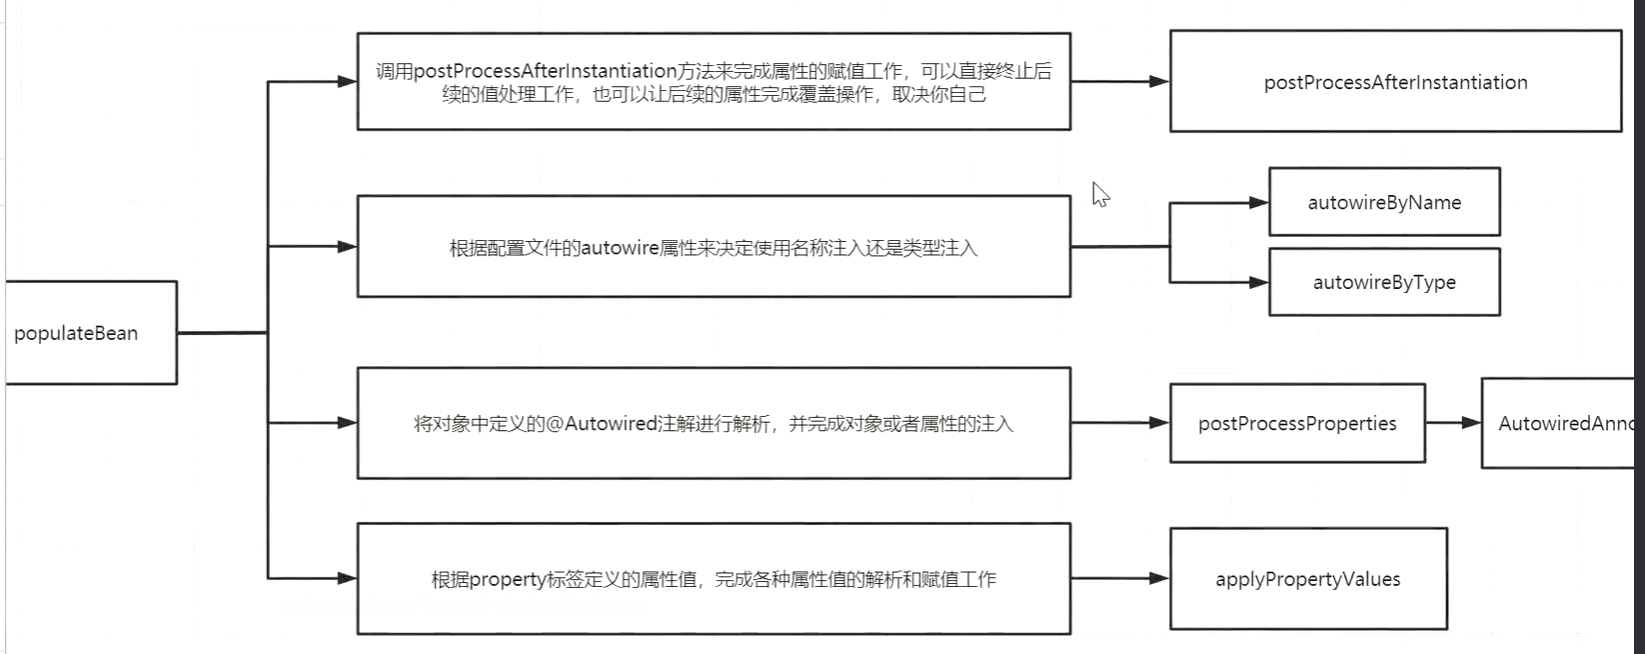 调用postProcessAfterInstantiation方法来完成属性的赋值工作，可以直接终止后
续的值处理工作，也可以让后续的属性完成覆盖操作，取决你自己
postProcessAfterInstantiation
根据配置文件的autowire属性来决定使用名称注入还是类型注入
autowireByName
autowireByType
populateBean
将对象中定义的@Autowired注解进行解析，并完成对象或者属性的注入
postProcessProperties
AutowiredAnno
根据property标签定义的属性值，完成各种属性值的解析和赋值工作
applyPropertyValues